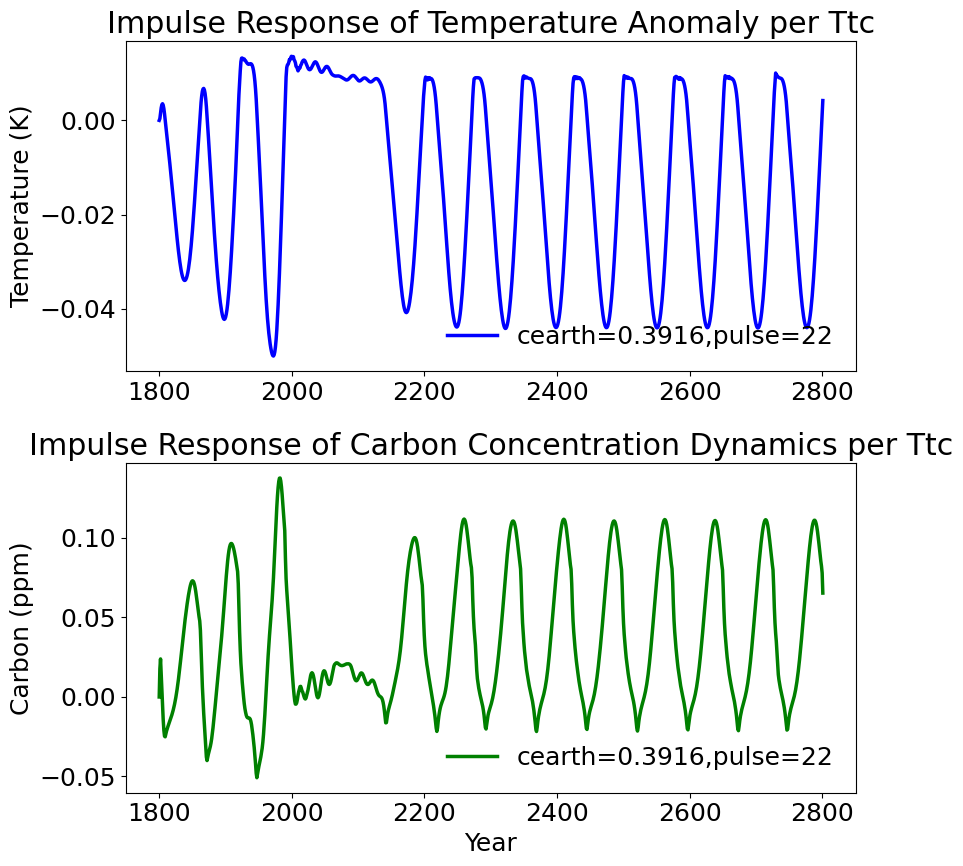 Impulse Response of Temperature Anomaly per Ttc
Temperature (K)
0.00
−0.02
−0.04
cearth=0.3916,pulse=22
1800 2000 2200 2400 2600 2800
Impulse Response of Carbon Concentration Dynamics per Ttc
Carbon (ppm)
0.10
0.05
0.00
−0.05
cearth=0.3916,pulse=22
1800 2000 2200 2400 2600 2800
Year